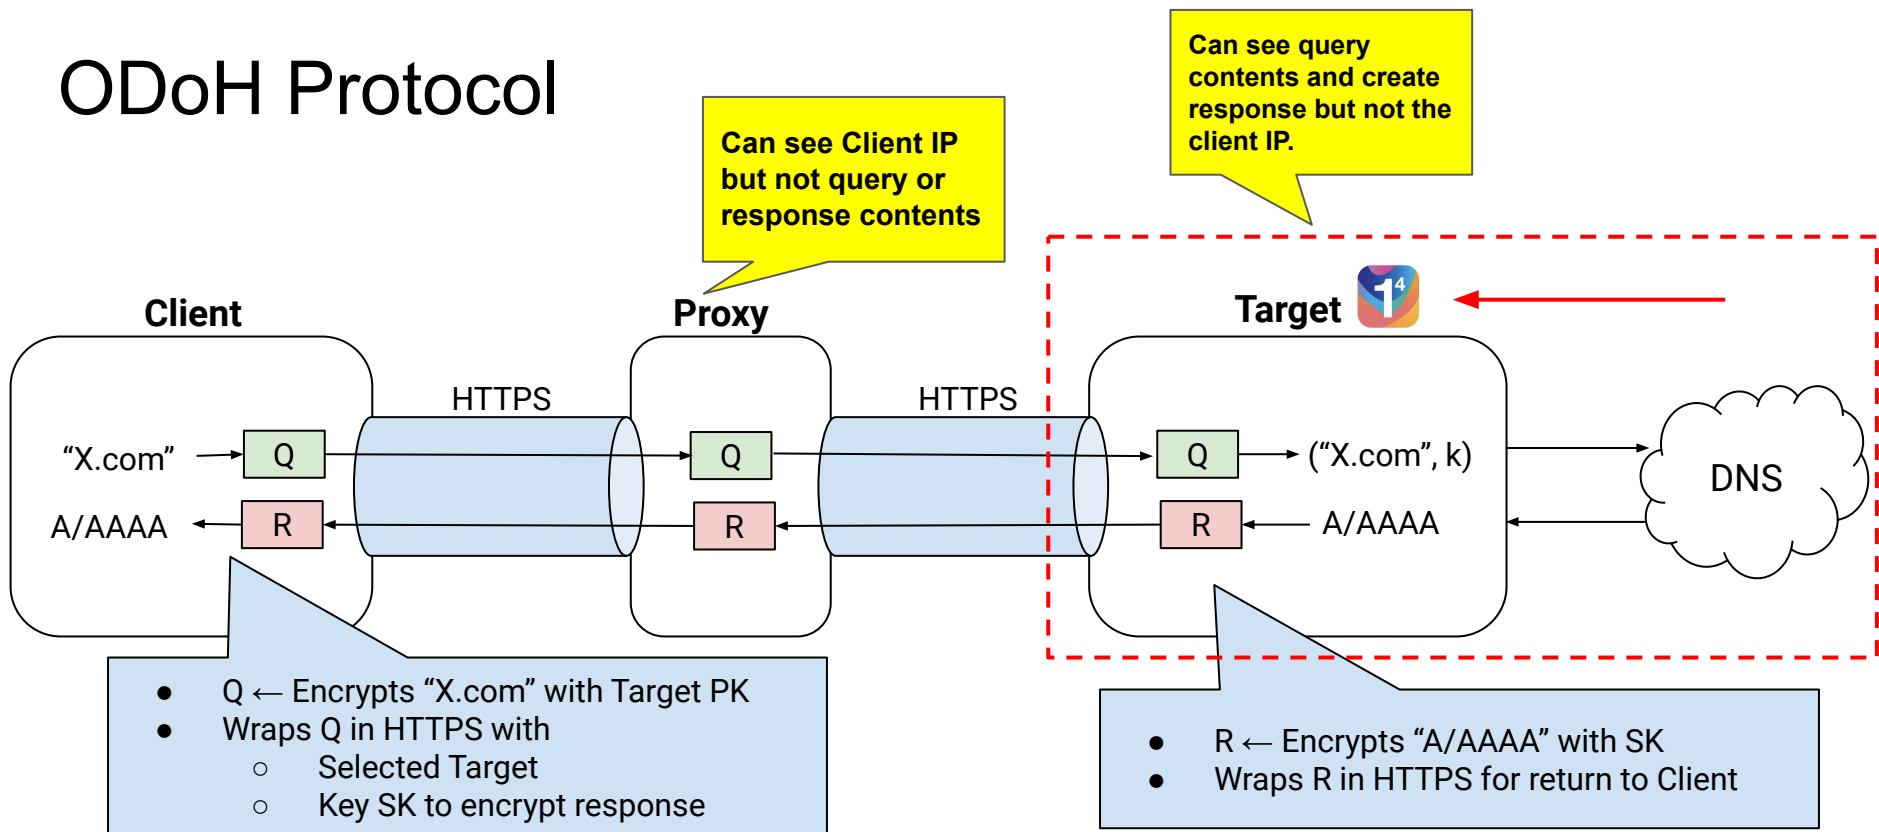 ODoH Protocol
Can see query
contents and create
response but not the
client IP.
Can see Client IP
but not query or
response contents
Client
Proxy
Target
1⁴
HTTPS
HTTPS
“X.com”
Q
Q
Q
(“X.com”, k)
DNS
A/AAAA
R
R
R
A/AAAA
● Q ← Encrypts “X.com” with Target PK
● Wraps Q in HTTPS with
○ Selected Target
○ Key SK to encrypt response
● R ← Encrypts “A/AAAA” with SK
● Wraps R in HTTPS for return to Client